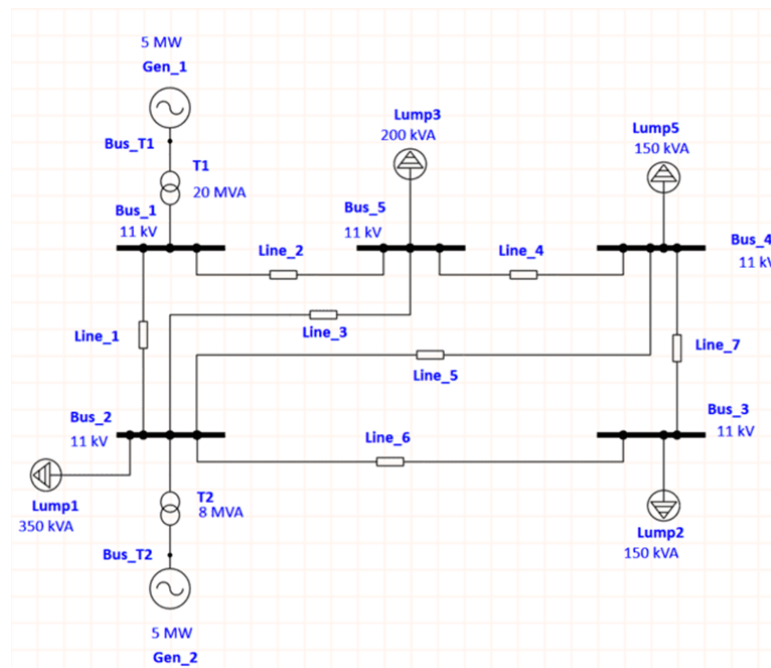 5 MW
Gen_1
Bus_T1
T1
20 MVA
Bus_1
11 kV
Line_2
Lump3
200 kVA
Bus_5
11 kV
Line_4
Lump5
150 kVA
Bus_4
11 kV
Line_1
Line_3
Line_5
Line_7
Bus_2
11 kV
Line_6
Bus_3
11 kV
Lump1
350 kVA
T2
8 MVA
Bus_T2
Lump2
150 kVA
5 MW
Gen_2